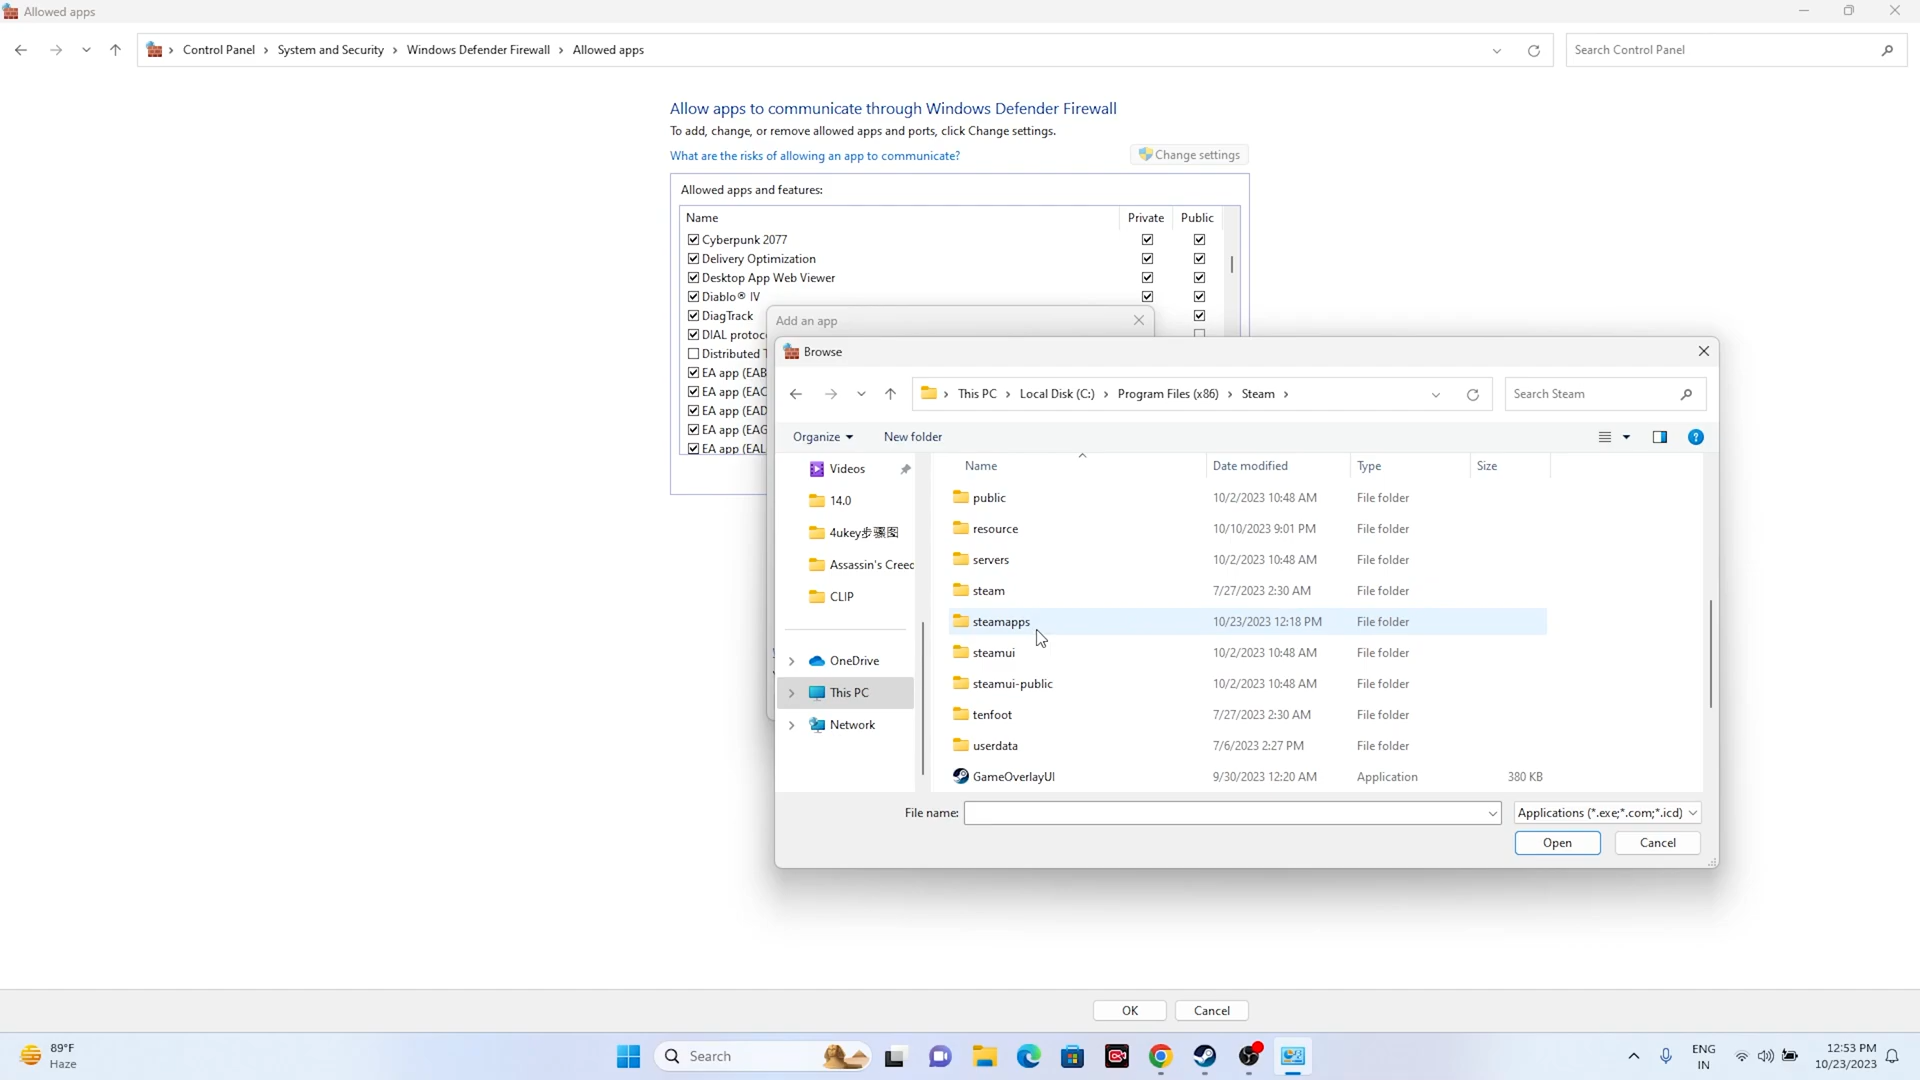 Allowed apps
Control Panel > System and Security > Windows Defender Firewall > Allowed apps
Search Control Panel
Allow apps to communicate through Windows Defender Firewall
To add, change, or remove allowed apps and ports, click Change settings.
What are the risks of allowing an app to communicate?
Change settings
Allowed apps and features:
Name Private Public
Cyberpunk 2077
Delivery Optimization
Desktop App Web Viewer
Diablo® IV
DiagTrack
DIAL protoco
Distributed T
EA app (EAB
EA app (EAC
EA app (EAD
EA app (EAG
EA app (EAL
Add an app
Browse
This PC > Local Disk (C:) > Program Files (x86) > Steam >
Search Steam
Organize New folder
Videos
14.0
4ukey步骤图
Assassin's Creed
CLIP
OneDrive
This PC
Network
Name Date modified Type Size
public 10/2/2023 10:48 AM File folder
resource 10/10/2023 9:01 PM File folder
servers 10/2/2023 10:48 AM File folder
steam 7/27/2023 2:30 AM File folder
steamapps 10/23/2023 12:18 PM File folder
steamui 10/2/2023 10:48 AM File folder
steamui-public 10/2/2023 10:48 AM File folder
tenfoot 7/27/2023 2:30 AM File folder
userdata 7/6/2023 2:27 PM File folder
GameOverlayUI 9/30/2023 12:20 AM Application 380 KB
File name: Applications (*.exe;*.com;*.icd)
Open Cancel
OK Cancel
89°F
Haze
Search
ENG
IN
12:53 PM
10/23/2023